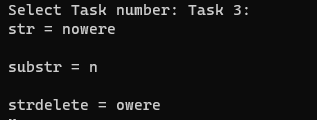 Select Task number: Task 3:
str = nowere
substr = n
strdelete = owere